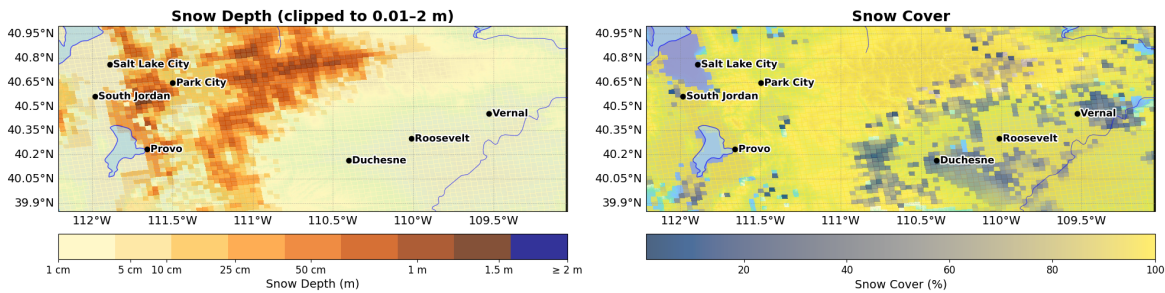 Snow Depth (clipped to 0.01–2 m)
40.95°N
40.8°N
40.65°N
40.5°N
40.35°N
40.2°N
40.05°N
39.9°N
Salt Lake City
Park City
South Jordan
Vernal
Roosevelt
Provo
Duchesne
112°W 111.5°W 111°W 110.5°W 110°W 109.5°W
1 cm 5 cm 10 cm 25 cm 50 cm 1 m 1.5 m ≥ 2 m
Snow Depth (m)
Snow Cover
40.95°N
40.8°N
40.65°N
40.5°N
40.35°N
40.2°N
40.05°N
39.9°N
Salt Lake City
Park City
South Jordan
Vernal
Roosevelt
Provo
Duchesne
112°W 111.5°W 111°W 110.5°W 110°W 109.5°W
20 40 60 80 100
Snow Cover (%)